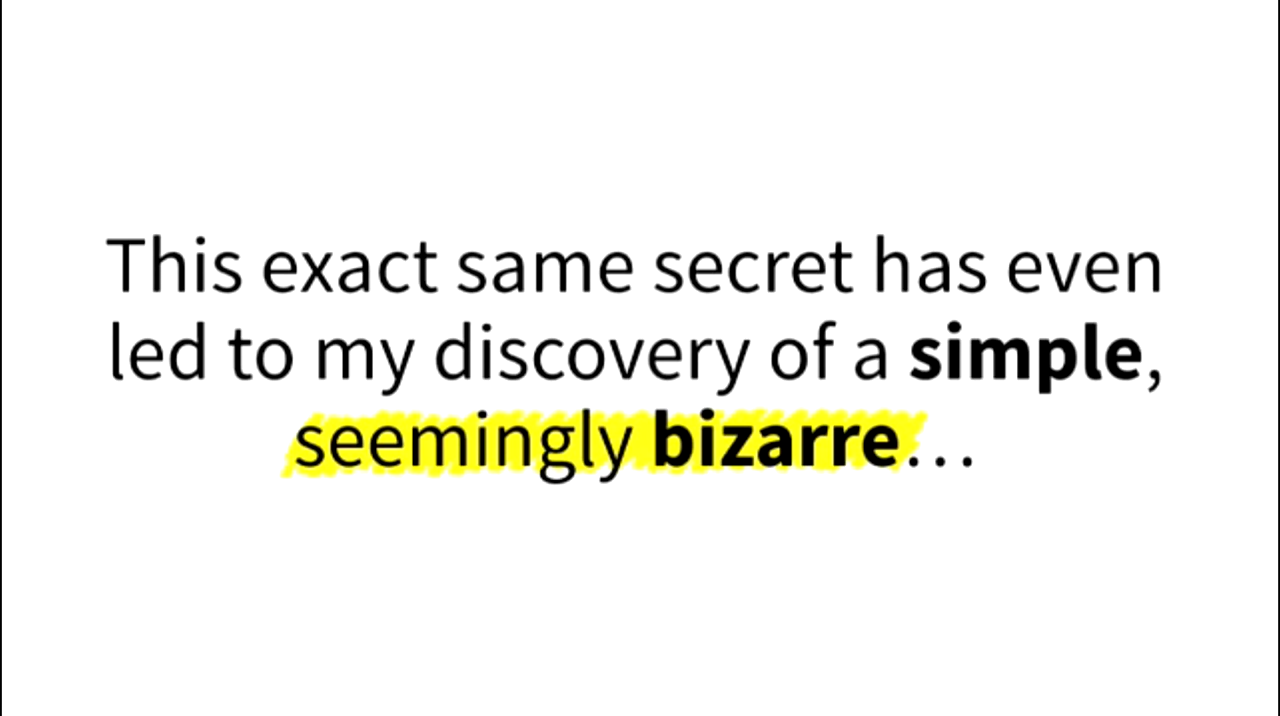 This exact same secret has even
led to my discovery of a simple,
seemingly bizarre…